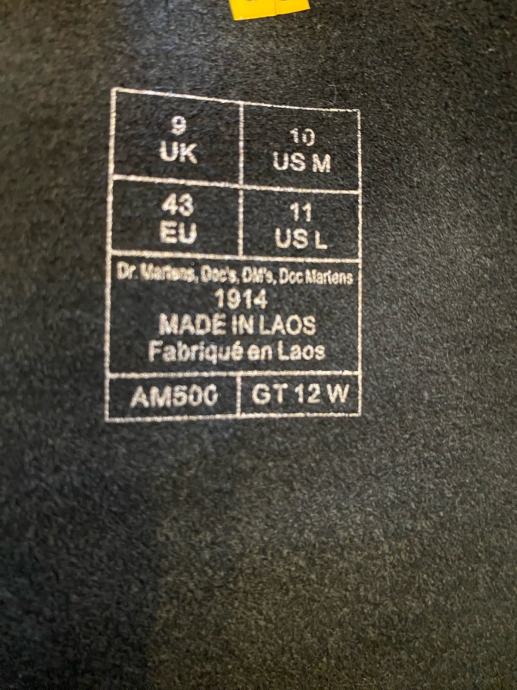 9
UK
10
US M
43
EU
11
US L
Dr. Martens, Doc's, DM's, Doc Martens
1914
MADE IN LAOS
Fabriqué en Laos
AM500
GT 12 W